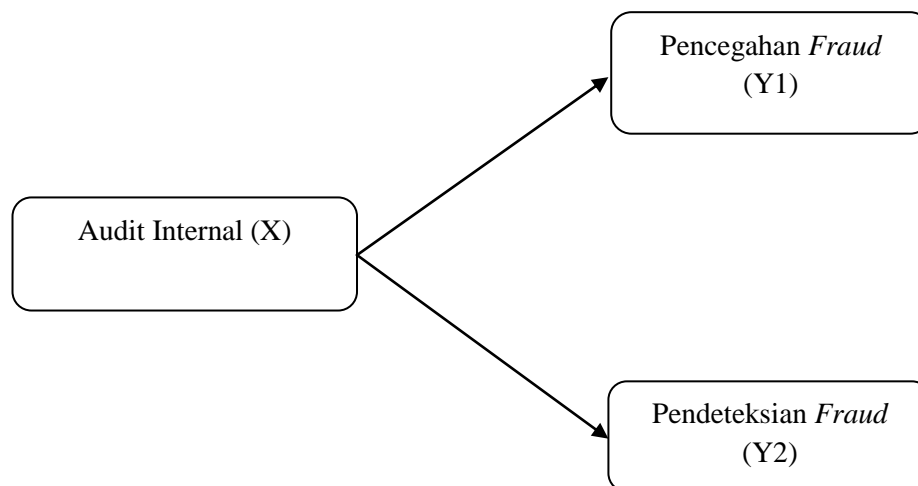 Pencegahan Fraud
(Y1)
Audit Internal (X)
Pendeteksian Fraud
(Y2)